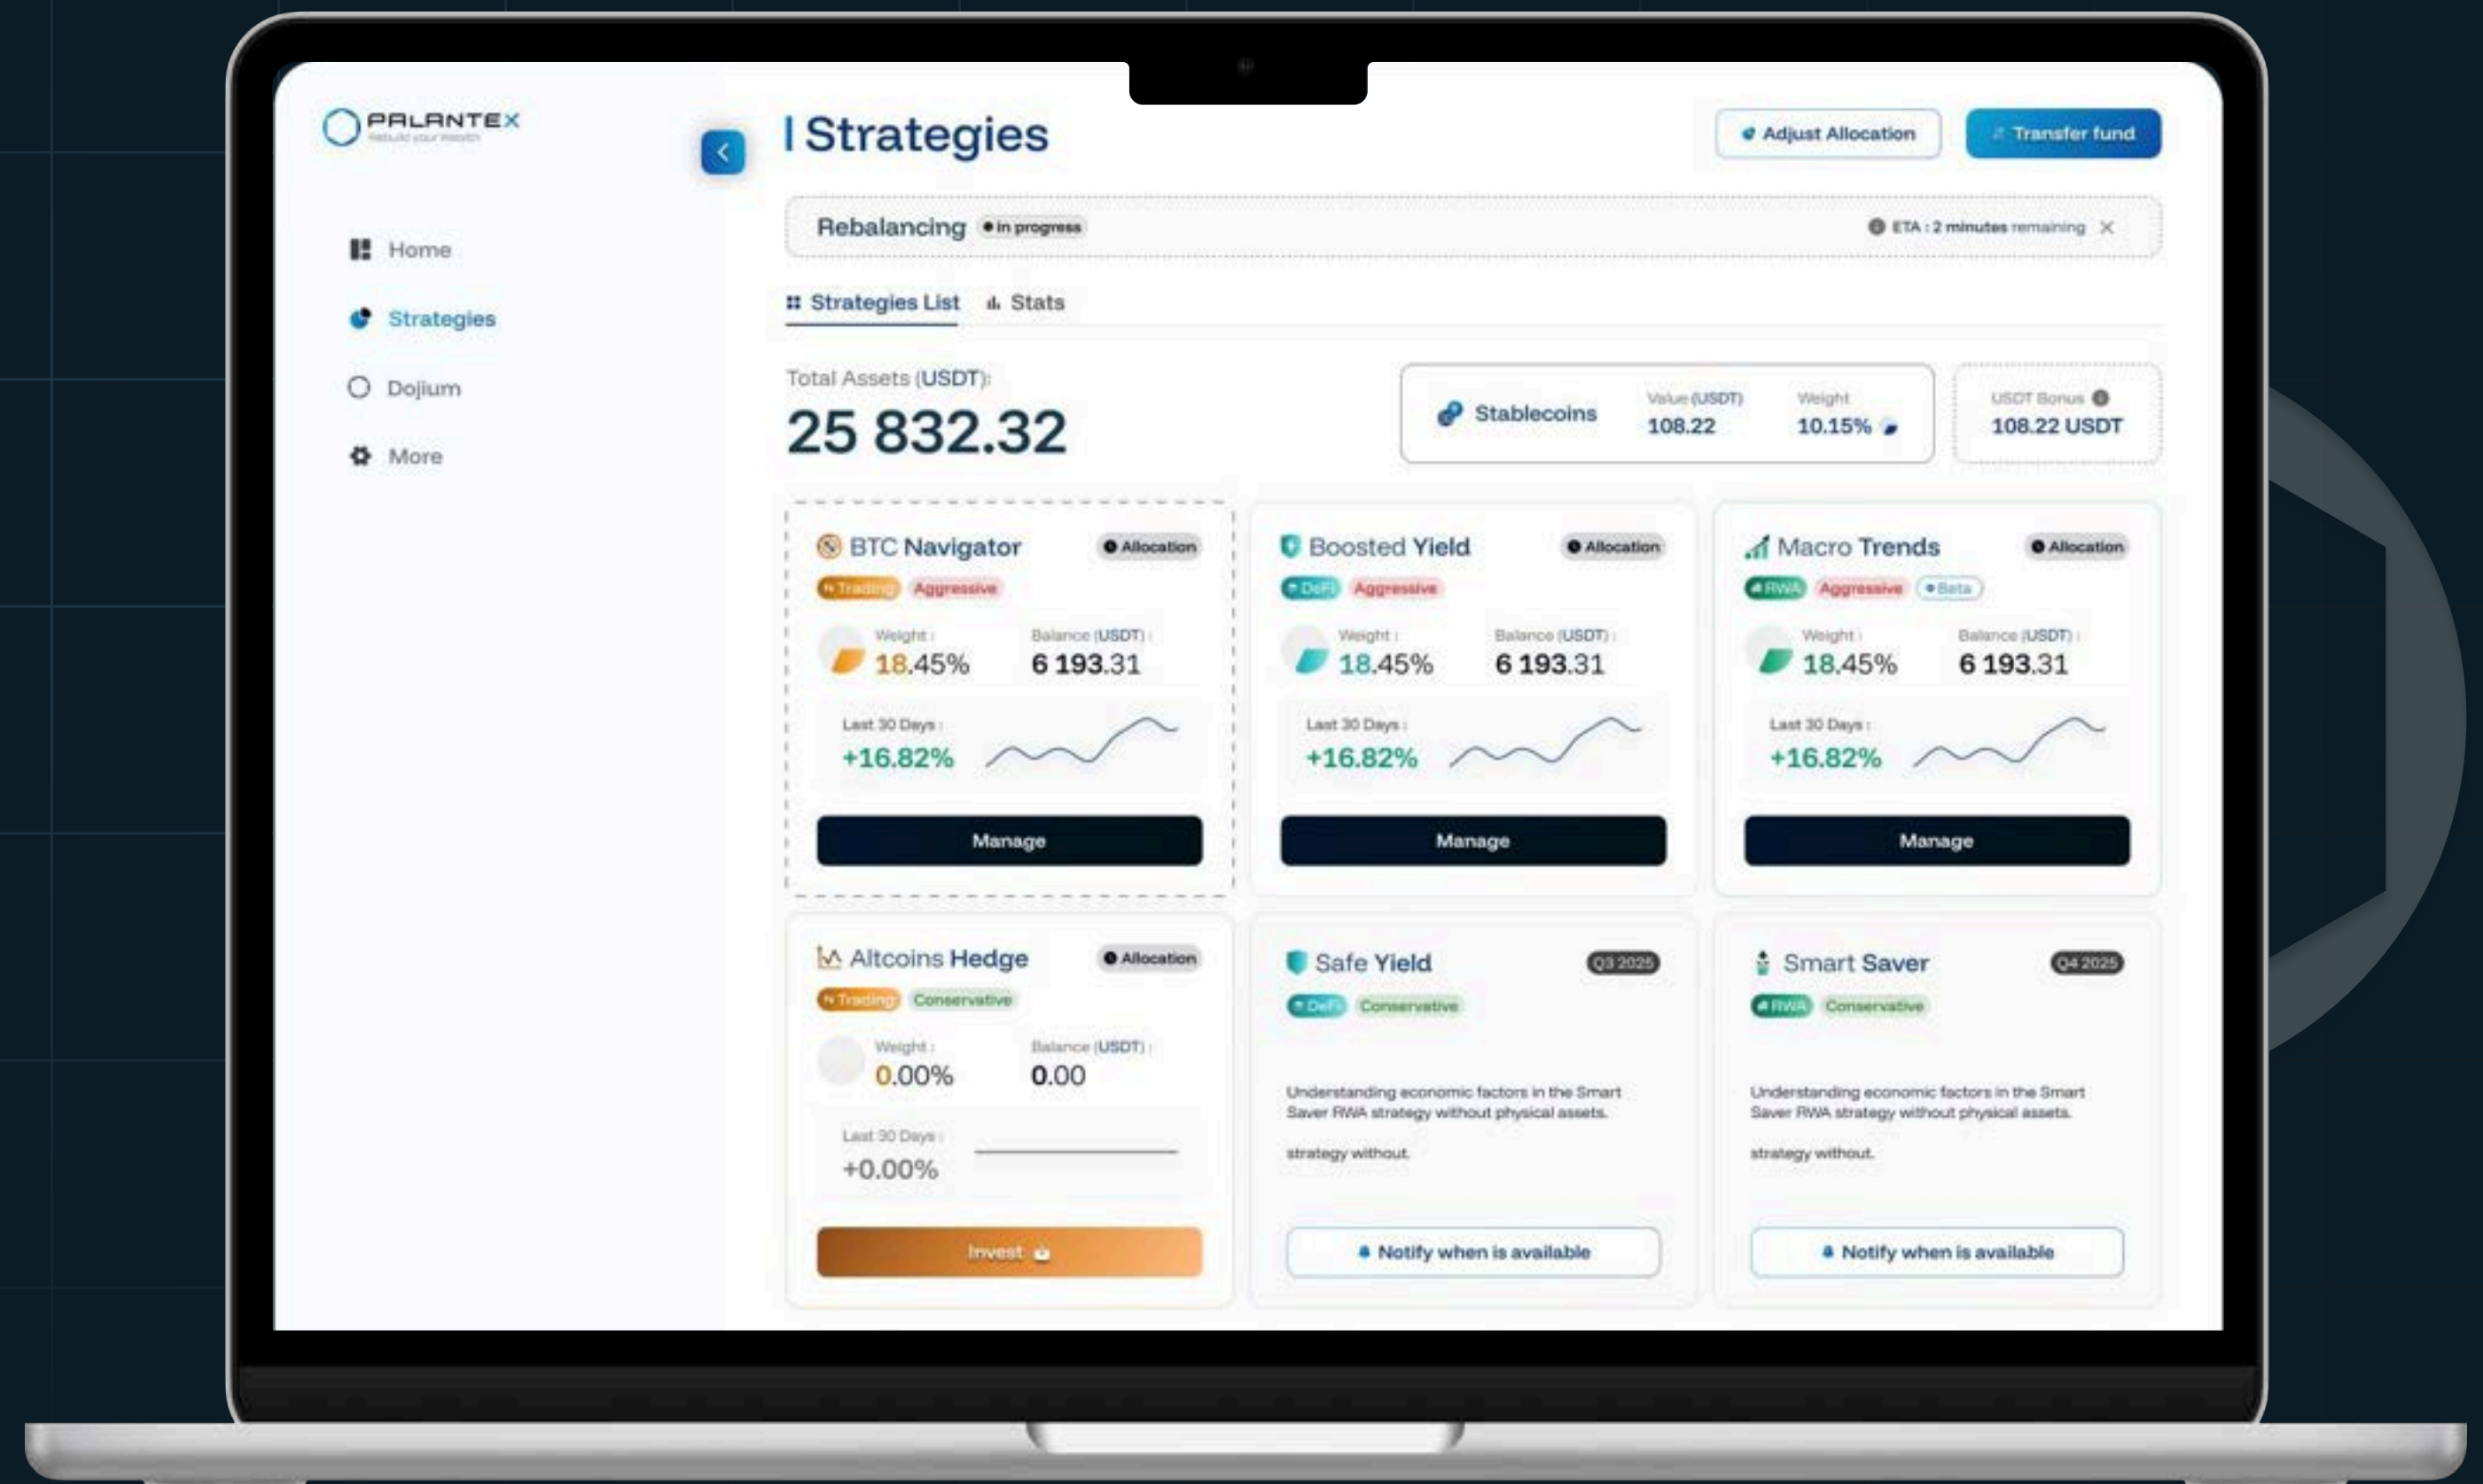 PALANTEX
Rebuild your Wealth
Home
Strategies
Dojium
More
Strategies
Adjust Allocation
Transfer fund
Rebalancing
in progress
ETA : 2 minutes remaining
Strategies List
Stats
Total Assets (USDT):
25 832.32
Stablecoins
Value (USDT)
108.22
Weight
10.15%
USDT Bonus
108.22 USDT
BTC Navigator
Allocation
Trading
Aggressive
Weight :
18.45%
Balance (USDT) :
6 193.31
Last 30 Days :
+16.82%
Manage
Boosted Yield
Allocation
DeFi
Aggressive
Weight :
18.45%
Balance (USDT) :
6 193.31
Last 30 Days :
+16.82%
Manage
Macro Trends
Allocation
RWA
Aggressive
Beta
Weight :
18.45%
Balance (USDT) :
6 193.31
Last 30 Days :
+16.82%
Manage
Altcoins Hedge
Allocation
Trading
Conservative
Weight :
0.00%
Balance (USDT) :
0.00
Last 30 Days :
+0.00%
Invest
Safe Yield
Q3 2025
DeFi
Conservative
Understanding economic factors in the Smart
Saver RWA strategy without physical assets.
strategy without.
Notify when is available
Smart Saver
Q4 2025
RWA
Conservative
Understanding economic factors in the Smart
Saver RWA strategy without physical assets.
strategy without.
Notify when is available